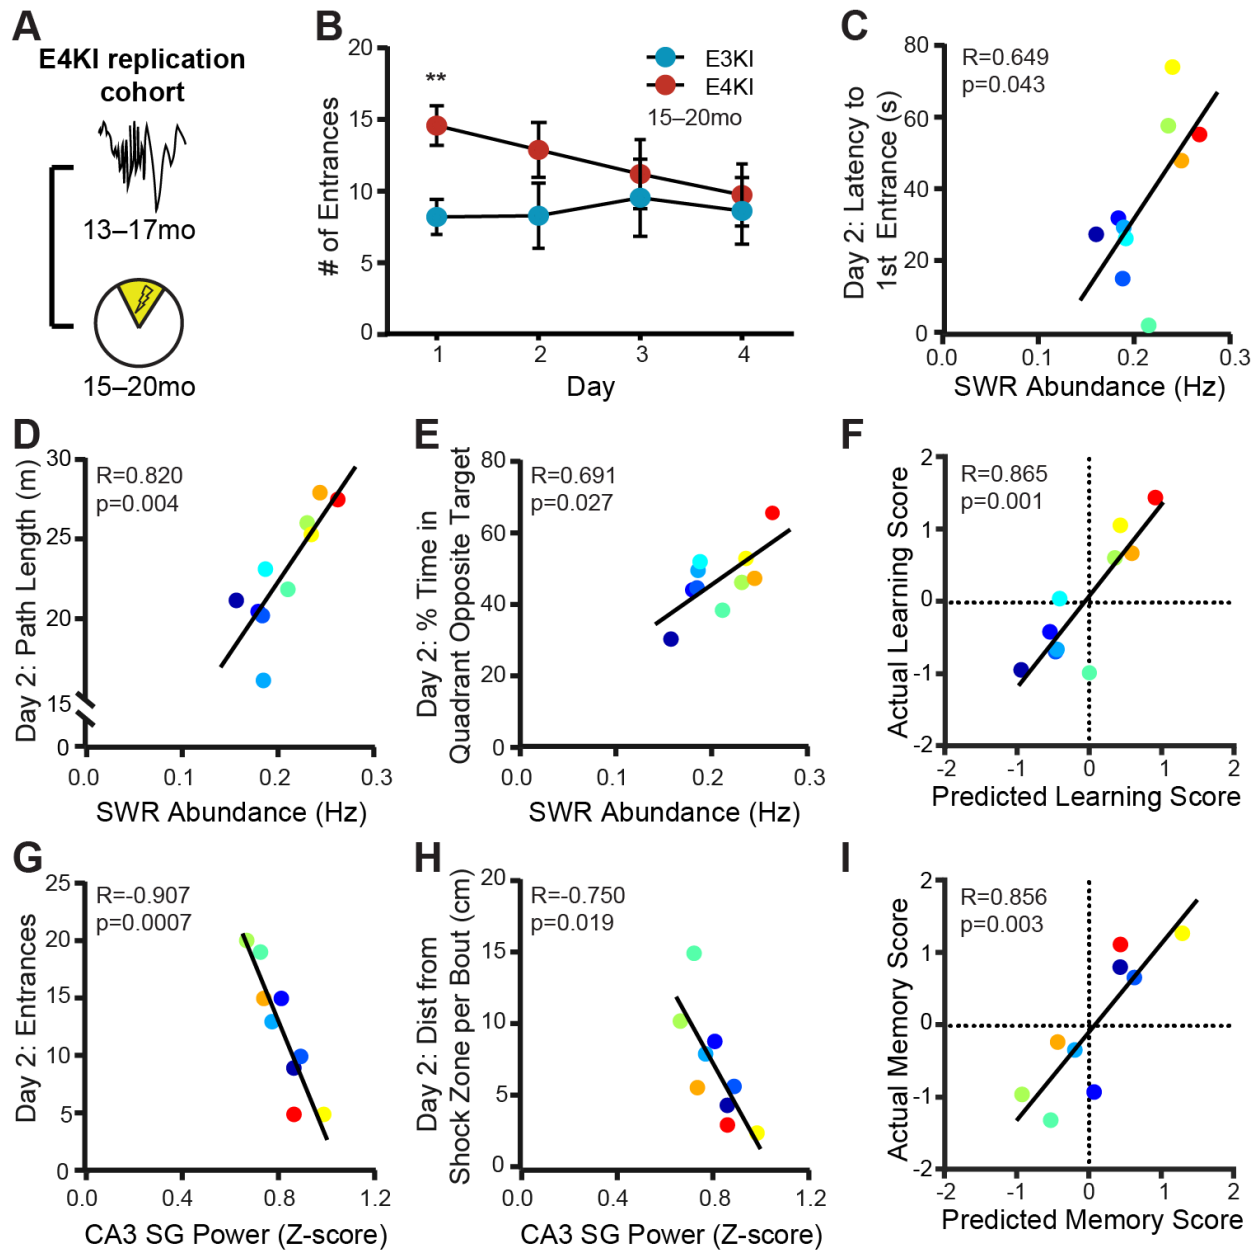 A
E4KI replication
cohort
13–17mo
15–20mo
B
# of Entrances
20
15
10
5
0
**
E3KI
E4KI
15–20mo
1
2
3
4
Day
C
Day 2: Latency to
1st Entrance (s)
80
60
40
20
0
R=0.649
p=0.043
0.0
0.1
0.2
0.3
SWR Abundance (Hz)
D
Day 2: Path Length (m)
30
25
20
15
0
R=0.820
p=0.004
0.0
0.1
0.2
0.3
SWR Abundance (Hz)
E
Day 2: % Time in
Quadrant Opposite Target
80
60
40
20
0
R=0.691
p=0.027
0.0
0.1
0.2
0.3
SWR Abundance (Hz)
F
Actual Learning Score
2
1
0
-1
-2
R=0.865
p=0.001
-2
-1
0
1
2
Predicted Learning Score
G
Day 2: Entrances
25
20
15
10
5
0
R=-0.907
p=0.0007
0.0
0.4
0.8
1.2
CA3 SG Power (Z-score)
H
Day 2: Dist from
Shock Zone per Bout (cm)
20
15
10
5
0
R=-0.750
p=0.019
0.0
0.4
0.8
1.2
CA3 SG Power (Z-score)
I
Actual Memory Score
2
1
0
-1
-2
R=0.856
p=0.003
-2
-1
0
1
2
Predicted Memory Score